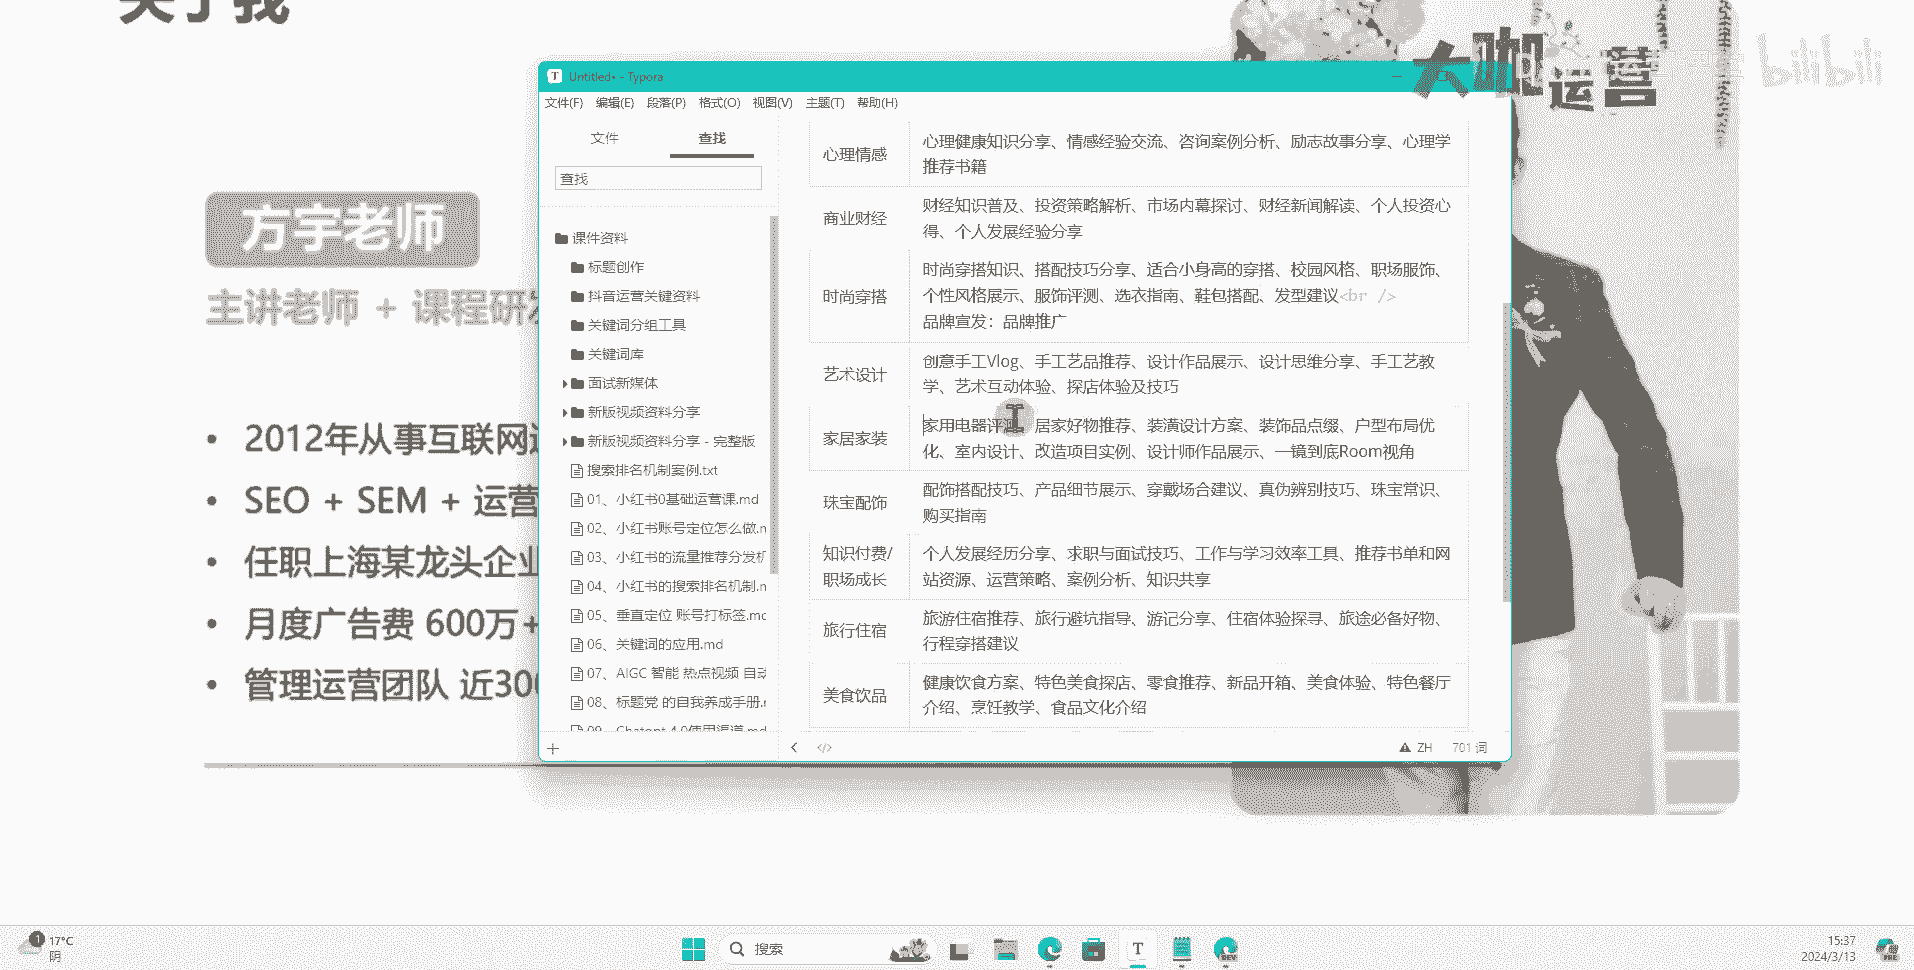 关于我
大咖运营
bilibili
方宇老师
主讲老师 + 课程研发
• 2012年从事互联网运
• SEO + SEM + 运营
• 任职上海某龙头企业
• 月度广告费 600万+
• 管理运营团队 近300
Untitled• - Typora
文件(F) 编辑(E) 段落(P) 格式(O) 视图(V) 主题(T) 帮助(H)
文件 查找
查找
课件资料
标题创作
抖音运营关键资料
关键词分组工具
关键词库
面试新媒体
新版视频资料分享
新版视频资料分享 - 完整版
搜索排名机制案例.txt
01、小红书0基础运营课.md
02、小红书账号定位怎么做.n
03、小红书的流量推荐分发机
04、小红书的搜索排名机制.n
05、垂直定位 账号打标签.mc
06、关键词的应用.md
07、AIGC 智能 热点视频 自动
08、标题党 的自我养成手册.r
09、Chatgpt 4.0使用渠道.md
心理情感
心理健康知识分享、情感经验交流、咨询案例分析、励志故事分享、心理学
推荐书籍
商业财经
财经知识普及、投资策略解析、市场内幕探讨、财经新闻解读、个人投资心
得、个人发展经验分享
时尚穿搭
时尚穿搭知识、搭配技巧分享、适合小身高的穿搭、校园风格、职场服饰、
个性风格展示、服饰评测、选衣指南、鞋包搭配、发型建议<br />
品牌宣发：品牌推广
艺术设计
创意手工Vlog、手工艺品推荐、设计作品展示、设计思维分享、手工艺教
学、艺术互动体验、探店体验及技巧
家居家装
家用电器评测、居家好物推荐、装潢设计方案、装饰品点缀、户型布局优
化、室内设计、改造项目实例、设计师作品展示、一镜到底Room视角
珠宝配饰
配饰搭配技巧、产品细节展示、穿戴场合建议、真伪辨别技巧、珠宝常识、
购买指南
知识付费/
职场成长
个人发展经历分享、求职与面试技巧、工作与学习效率工具、推荐书单和网
站资源、运营策略、案例分析、知识共享
旅行住宿
旅游住宿推荐、旅行避坑指导、游记分享、住宿体验探寻、旅途必备好物、
行程穿搭建议
美食饮品
健康饮食方案、特色美食探店、零食推荐、新品开箱、美食体验、特色餐厅
介绍、烹饪教学、食品文化介绍
ZH 701 词
1 17°C
阴
搜索
DEV
15:37
2024/3/13
PRE